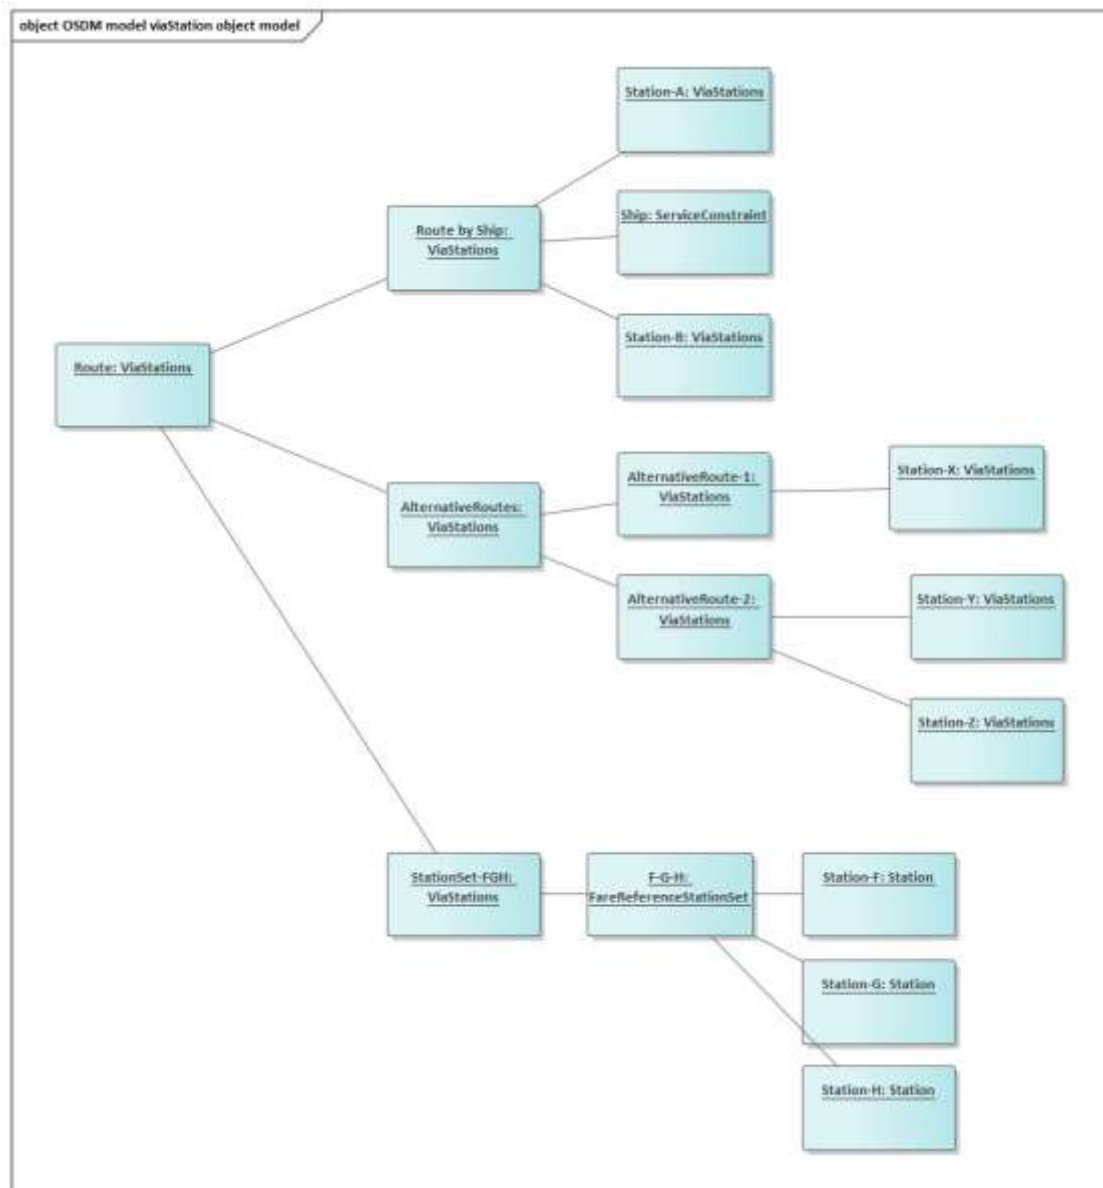 object OSDM model viaStation object model
Station-A: ViaStations
Route by Ship:
ViaStations
Ship: ServiceConstraint
Station-B: ViaStations
Route: ViaStations
AlternativeRoutes:
ViaStations
AlternativeRoute-1:
ViaStations
Station-X: ViaStations
AlternativeRoute-2:
ViaStations
Station-Y: ViaStations
Station-Z: ViaStations
StationSet-FGH:
ViaStations
F-G-H:
FareReferenceStationSet
Station-F: Station
Station-G: Station
Station-H: Station